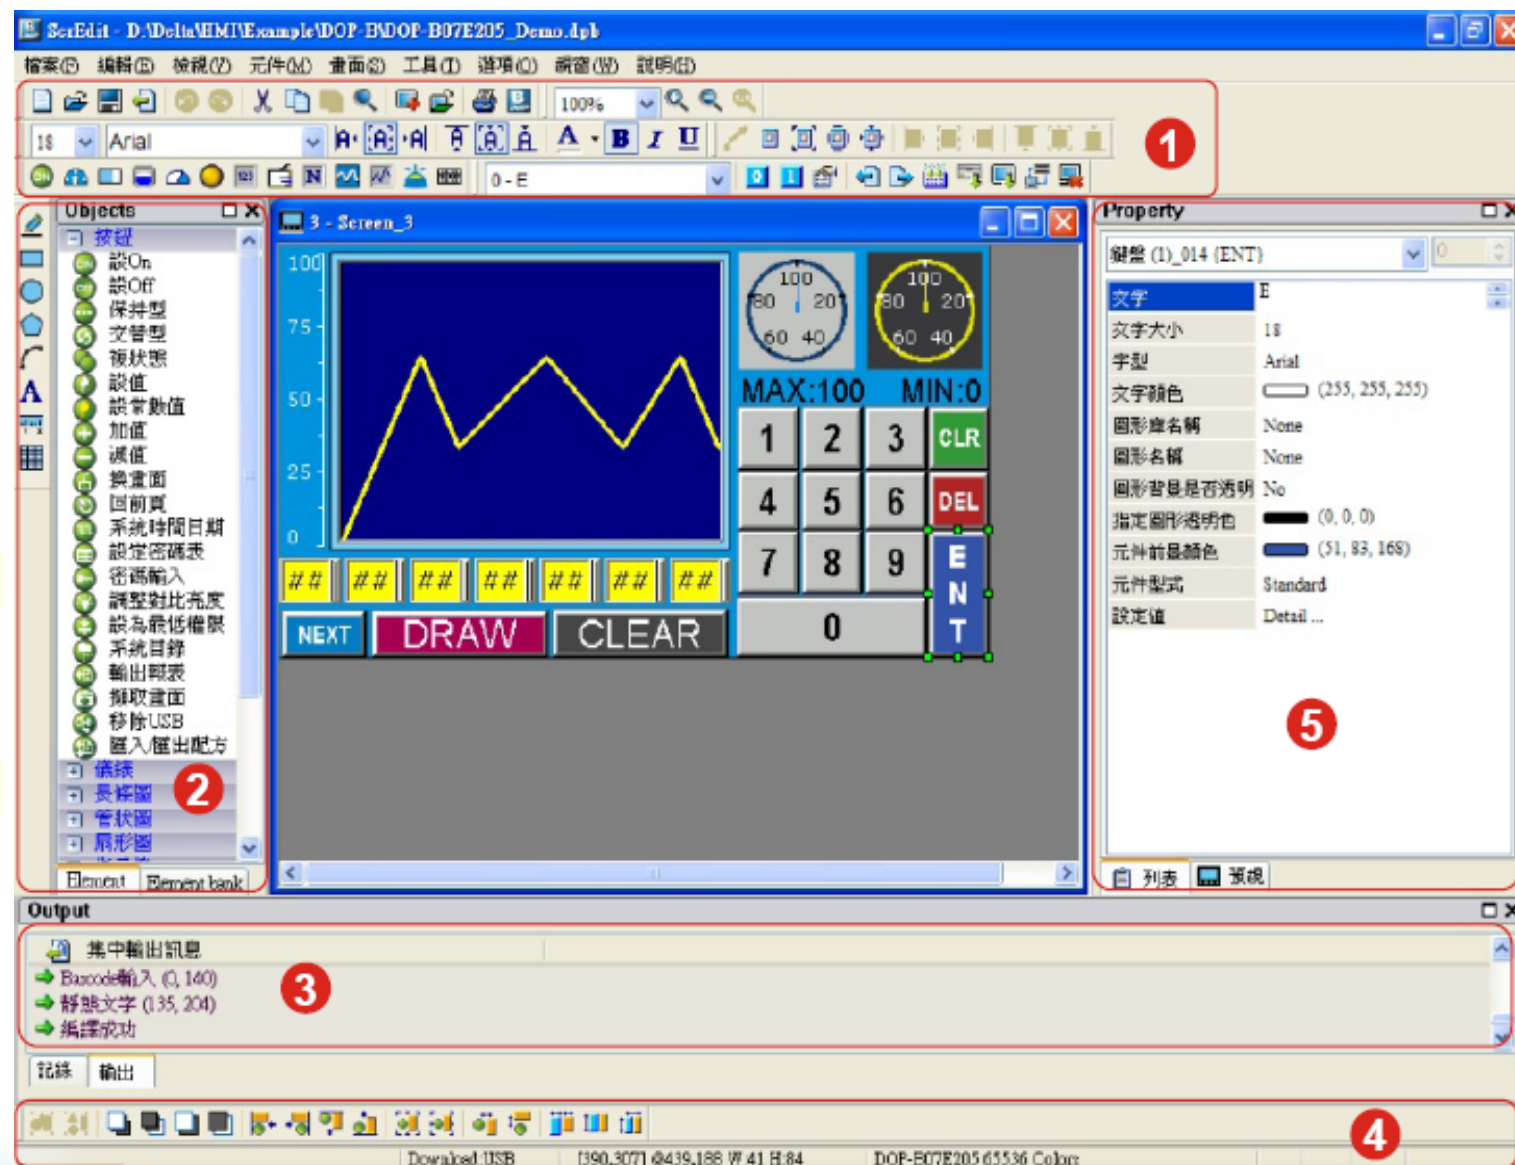 ScrEdit - D:\Delta\HMI\Example\DOP-B\DOP-B07E205_Demo.dpb
檔案(F) 編輯(E) 檢視(V) 元件(M) 畫面(S) 工具(T) 選項(O) 視窗(W) 說明(H)
100%
18 Arial
A A A A A A A B I U
1
0 - E
0 1
Objects
按鈕
設On
設Off
保持型
交替型
複狀態
設值
設常數值
加值
減值
換畫面
回前頁
系統時間日期
設定密碼表
密碼輸入
調整對比亮度
設為最低權限
系統目錄
輸出報表
擷取畫面
移除USB
匯入/匯出配方
儀錶
長條圖
管狀圖
扇形圖
2
Element Element bank
A
3 - Screen_3
100
75
50
25
0
100
80 20
60 40
100
80 20
60 40
MAX:100 MIN:0
1 2 3 CLR
4 5 6 DEL
7 8 9
0
E
N
T
## ## ## ## ## ## ##
NEXT DRAW CLEAR
Property
鍵盤 (1)_014 {ENT} 0
文字 E
文字大小 18
字型 Arial
文字顏色 (255, 255, 255)
圖形庫名稱 None
圖形名稱 None
圖形背景是否透明 No
指定圖形透明色 (0, 0, 0)
元件前景顏色 (51, 83, 168)
元件型式 Standard
設定值 Detail ...
5
列表 預視
Output
集中輸出訊息
Barcode輸入 (0, 140)
靜態文字 (135, 204)
編譯成功
3
記錄 輸出
4
Download:USB [390,307] @439,188 W:41 H:84 DOP-B07E205 65536 Colors